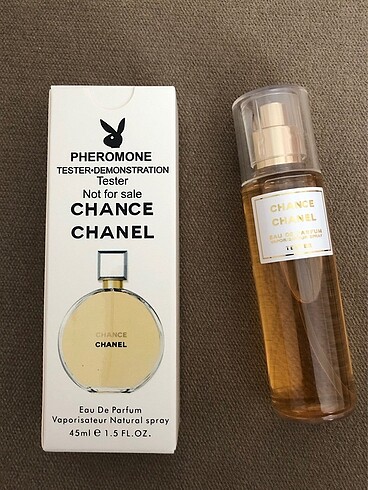 PHEROMONE
TESTER•DEMONSTRATION
Tester
Not for sale
CHANCE
CHANEL
CHANCE
CHANEL
Eau De Parfum
Vaporisateur Natural spray
45ml e 1.5 FL.OZ.
CHANCE
CHANEL
EAU DE PARFUM